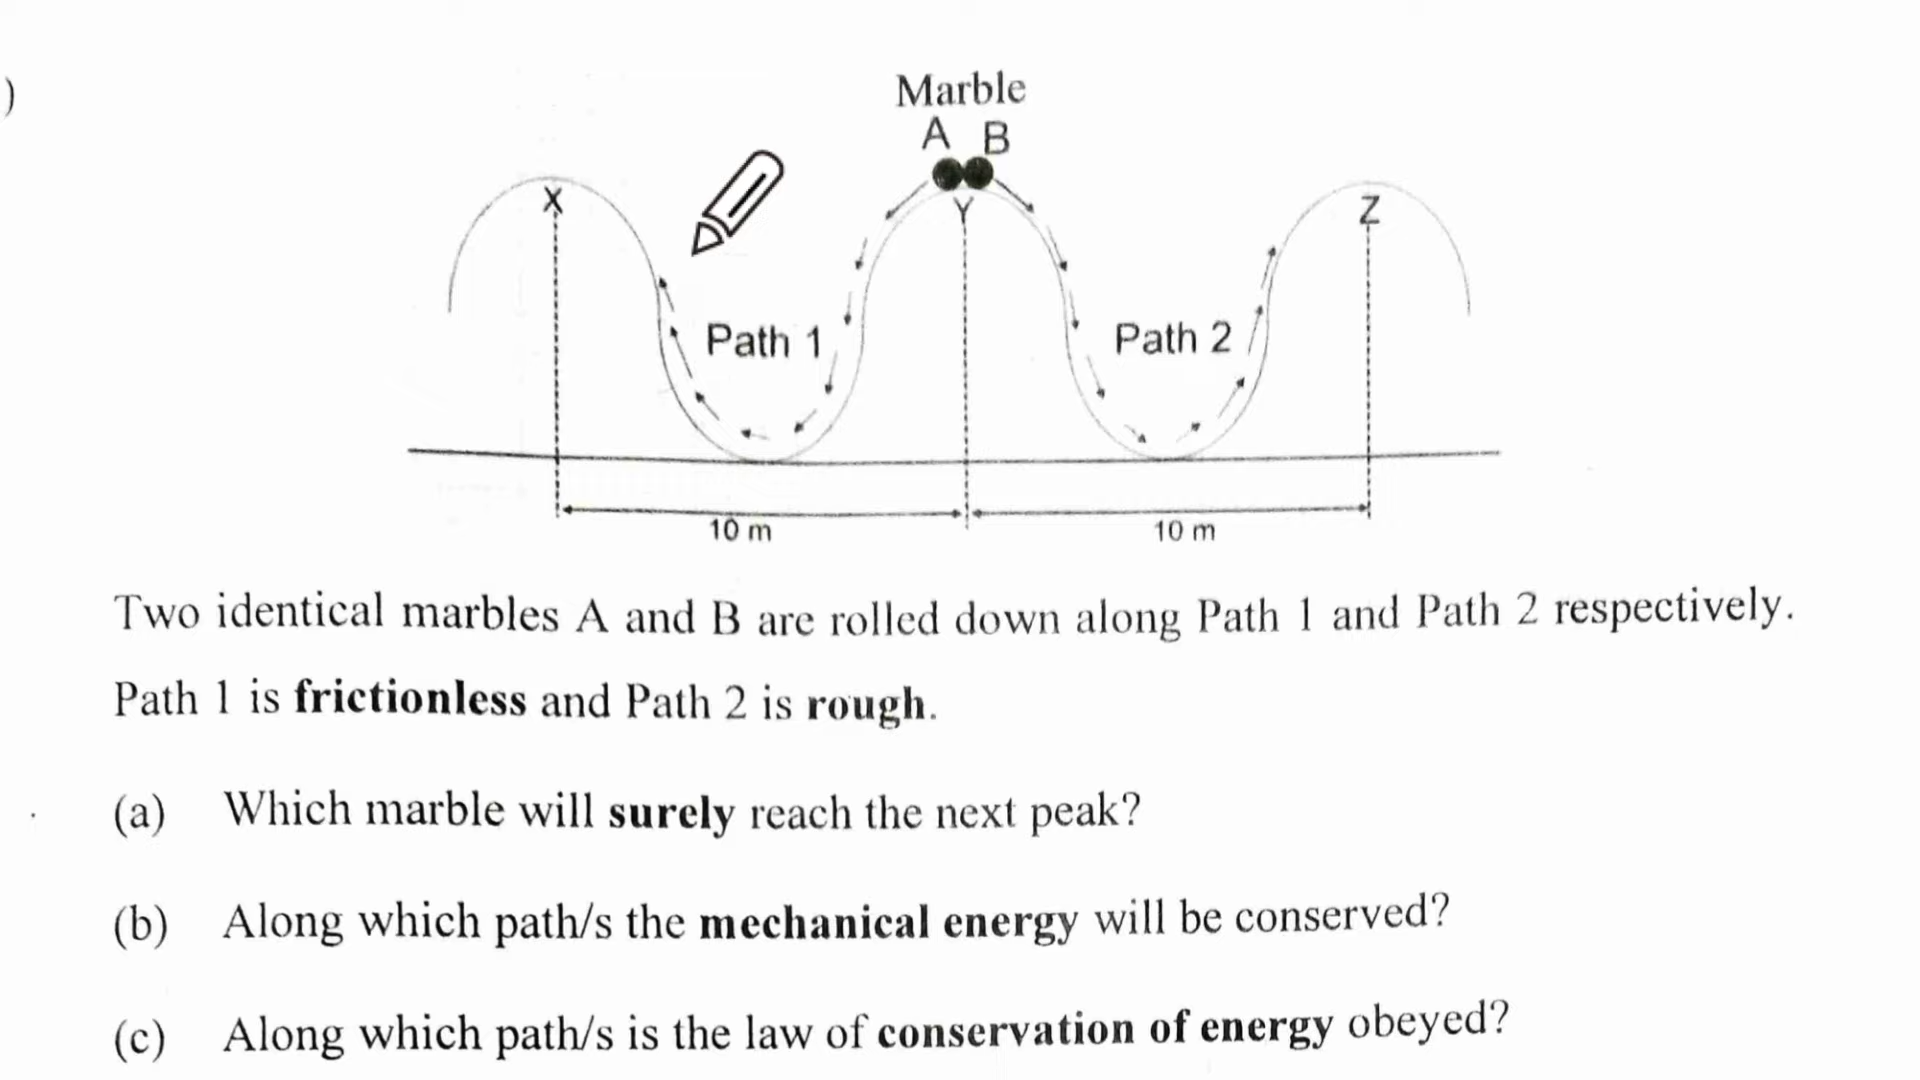 )
Marble
A B
X
Y
Z
Path 1
Path 2
10 m
10 m
Two identical marbles A and B are rolled down along Path 1 and Path 2 respectively.
Path 1 is frictionless and Path 2 is rough.
(a) Which marble will surely reach the next peak?
(b) Along which path/s the mechanical energy will be conserved?
(c) Along which path/s is the law of conservation of energy obeyed?